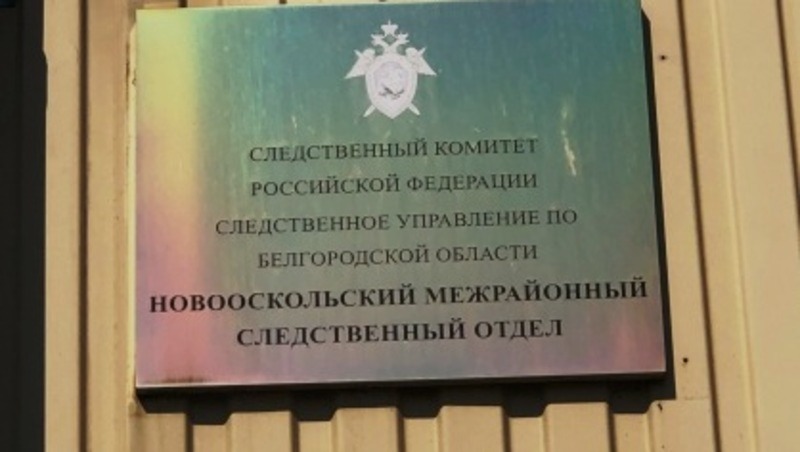 СЛЕДСТВЕННЫЙ КОМИТЕТ
РОССИЙСКОЙ ФЕДЕРАЦИИ
СЛЕДСТВЕННОЕ УПРАВЛЕНИЕ ПО
БЕЛГОРОДСКОЙ ОБЛАСТИ
НОВООСКОЛЬСКИЙ МЕЖРАЙОННЫЙ
СЛЕДСТВЕННЫЙ ОТДЕЛ